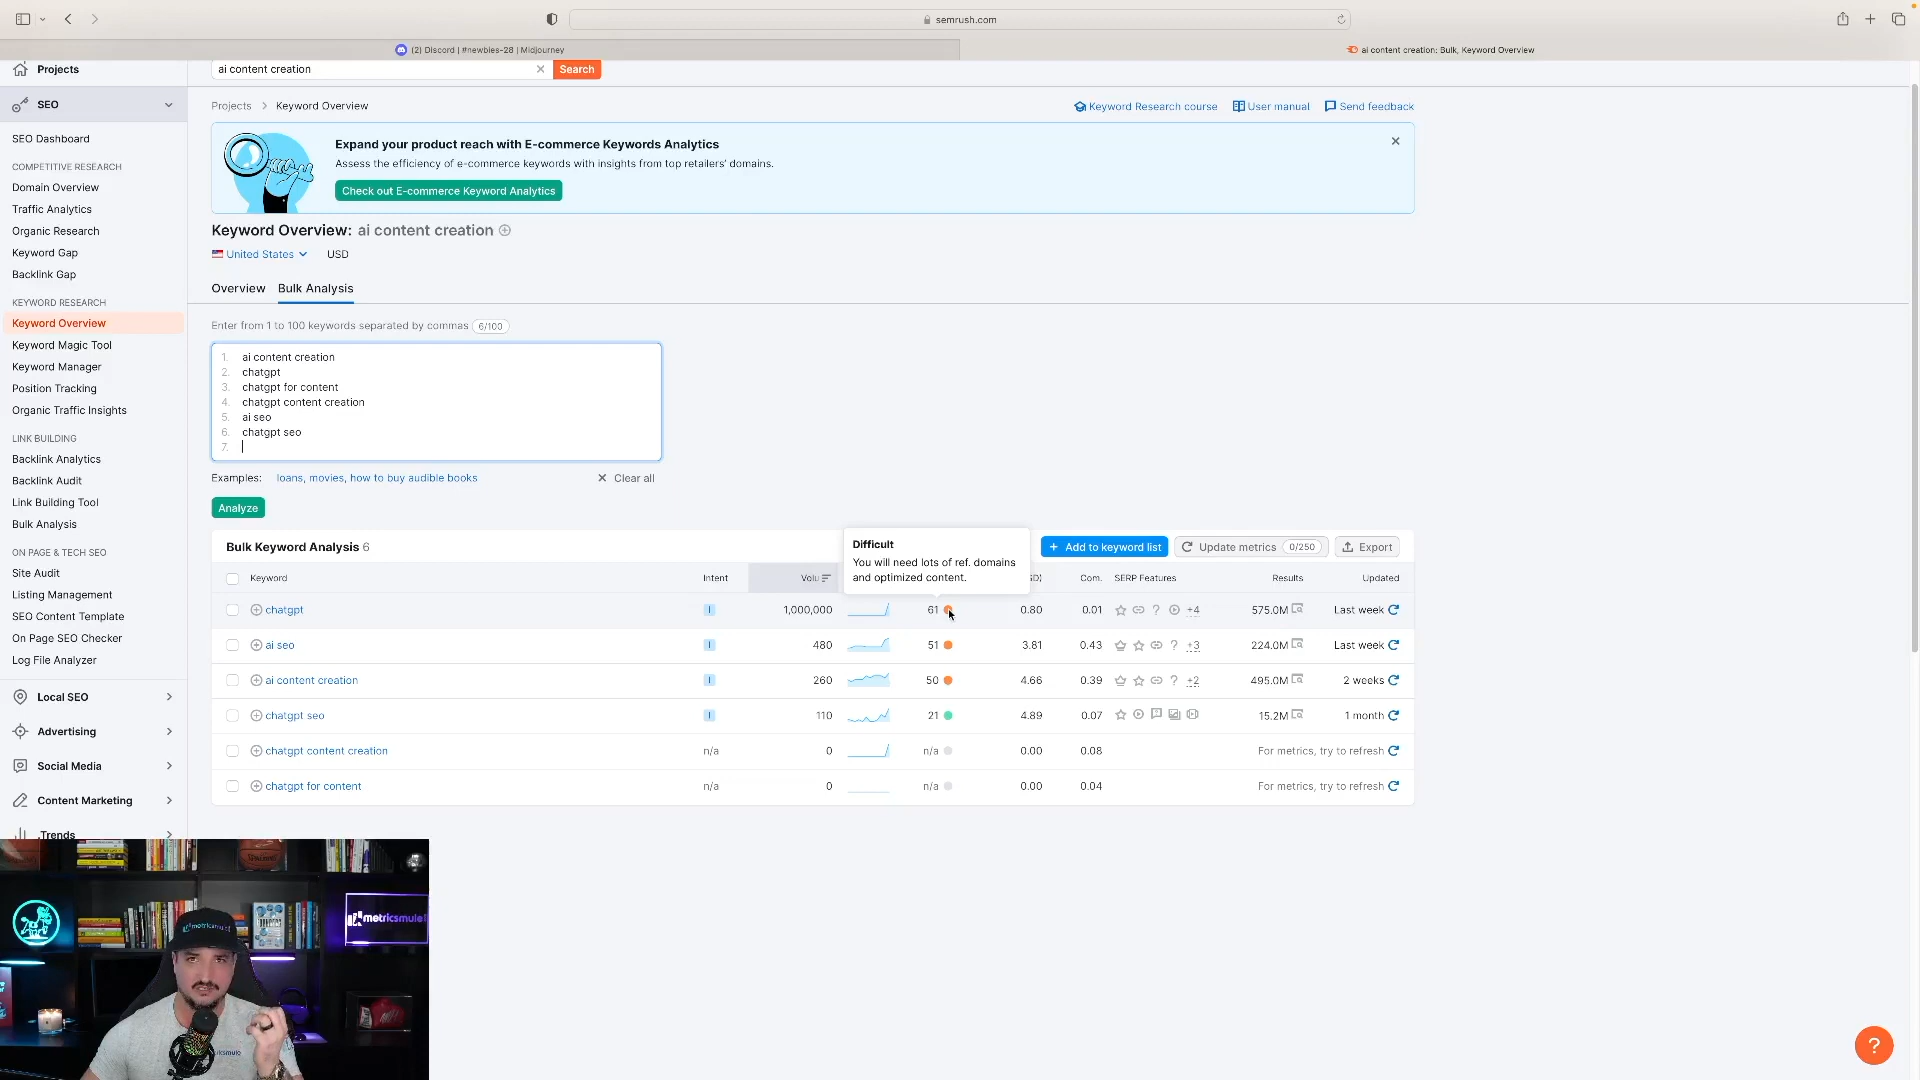 semrush.com
(2) Discord | #newbies-28 | Midjourney
ai content creation: Bulk, Keyword Overview
Projects
ai content creation
Search
SEO
SEO Dashboard
COMPETITIVE RESEARCH
Domain Overview
Traffic Analytics
Organic Research
Keyword Gap
Backlink Gap
KEYWORD RESEARCH
Keyword Overview
Keyword Magic Tool
Keyword Manager
Position Tracking
Organic Traffic Insights
LINK BUILDING
Backlink Analytics
Backlink Audit
Link Building Tool
Bulk Analysis
ON PAGE & TECH SEO
Site Audit
Listing Management
SEO Content Template
On Page SEO Checker
Log File Analyzer
Local SEO
Advertising
Social Media
Content Marketing
.Trends
Projects > Keyword Overview
Keyword Research course
User manual
Send feedback
Expand your product reach with E-commerce Keywords Analytics
Assess the efficiency of e-commerce keywords with insights from top retailers' domains.
Check out E-commerce Keyword Analytics
Keyword Overview: ai content creation
United States
USD
Overview
Bulk Analysis
Enter from 1 to 100 keywords separated by commas 6/100
1. ai content creation
2. chatgpt
3. chatgpt for content
4. chatgpt content creation
5. ai seo
6. chatgpt seo
7.
Examples: loans, movies, how to buy audible books
Clear all
Analyze
Bulk Keyword Analysis 6
Difficult
You will need lots of ref. domains
and optimized content.
+ Add to keyword list
Update metrics 0/250
Export
Keyword Intent Volu SD) Com. SERP Features Results Updated
chatgpt I 1,000,000 61 0.80 0.01 +4 575.0M Last week
ai seo I 480 51 3.81 0.43 +3 224.0M Last week
ai content creation I 260 50 4.66 0.39 +2 495.0M 2 weeks
chatgpt seo I 110 21 4.89 0.07 15.2M 1 month
chatgpt content creation n/a 0 n/a 0.00 0.08 For metrics, try to refresh
chatgpt for content n/a 0 n/a 0.00 0.04 For metrics, try to refresh
metricsmule
metricsmule
?